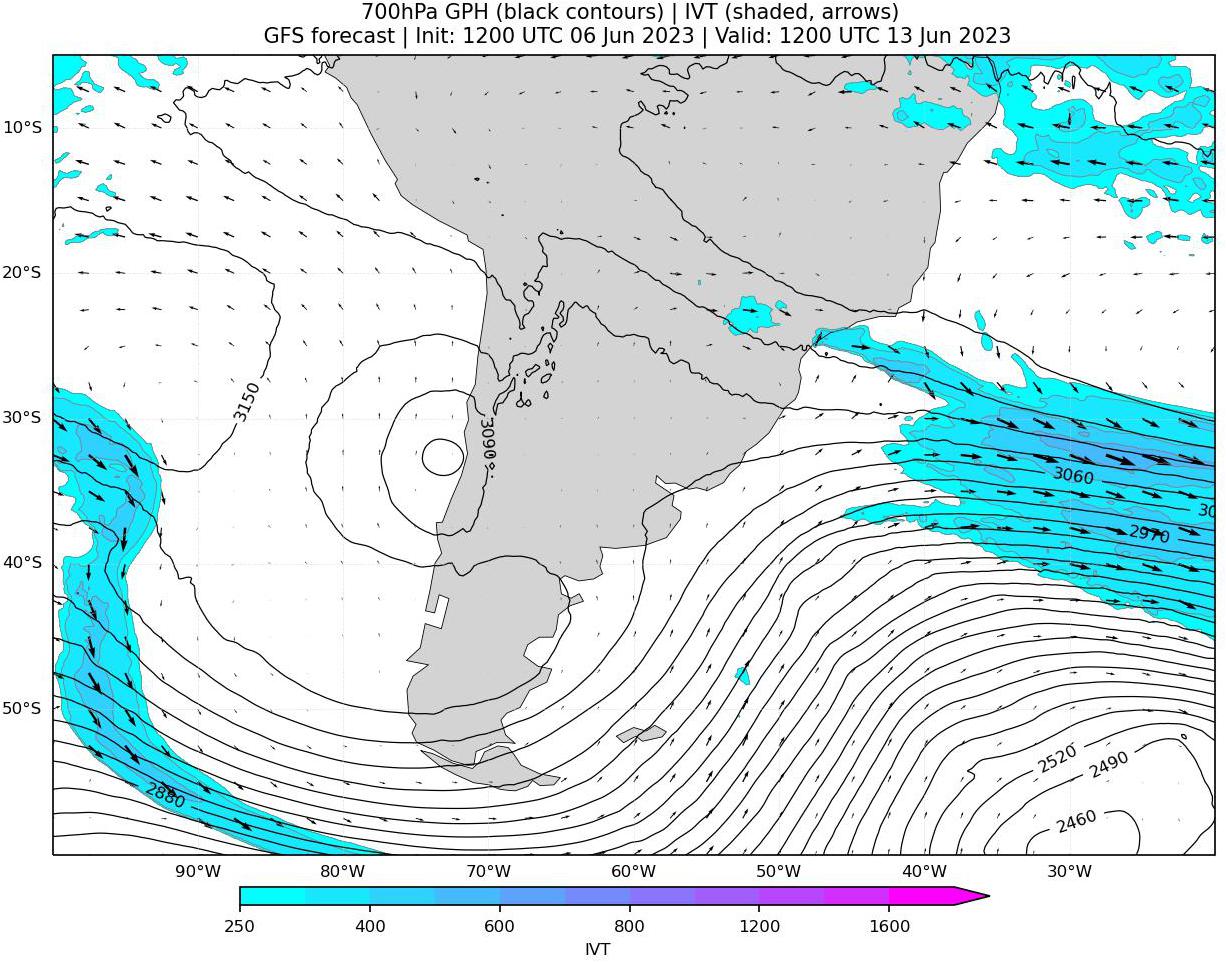 700hPa GPH (black contours) | IVT (shaded, arrows)
GFS forecast | Init: 1200 UTC 06 Jun 2023 | Valid: 1200 UTC 13 Jun 2023
10°S
20°S
30°S
40°S
50°S
3150
3090
3060
30
2970
2880
2520
2490
2460
90°W
80°W
70°W
60°W
50°W
40°W
30°W
250
400
600
800
1200
1600
IVT